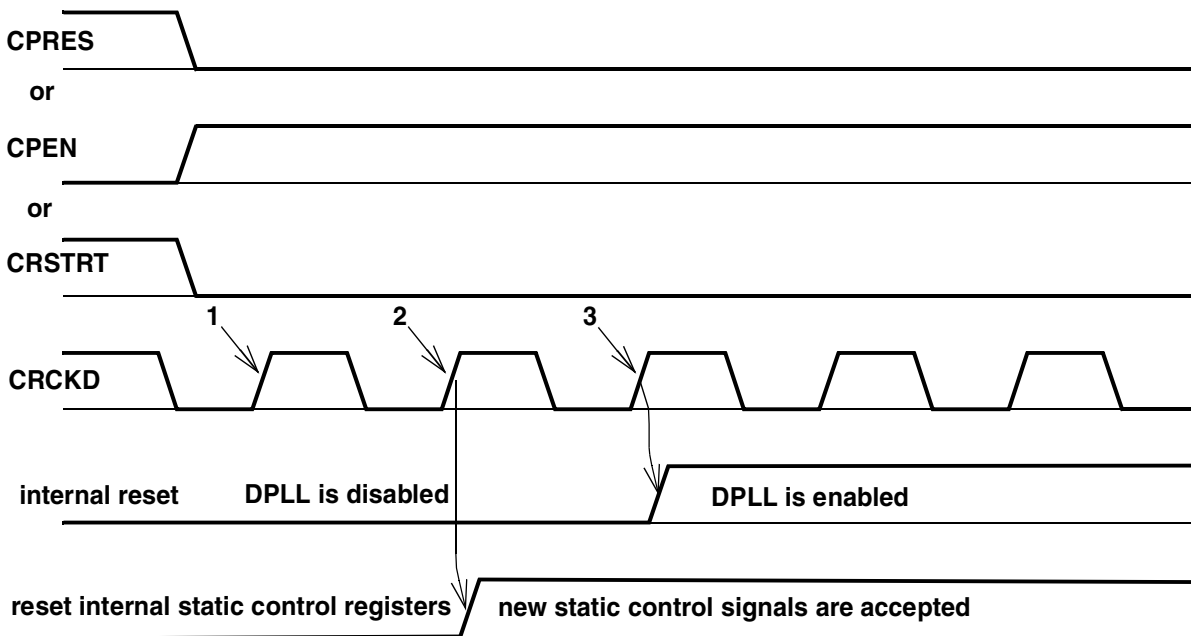 CPRES
or
CPEN
or
CRSTRT
1 2 3
CRCKD
internal reset DPLL is disabled DPLL is enabled
reset internal static control registers new static control signals are accepted